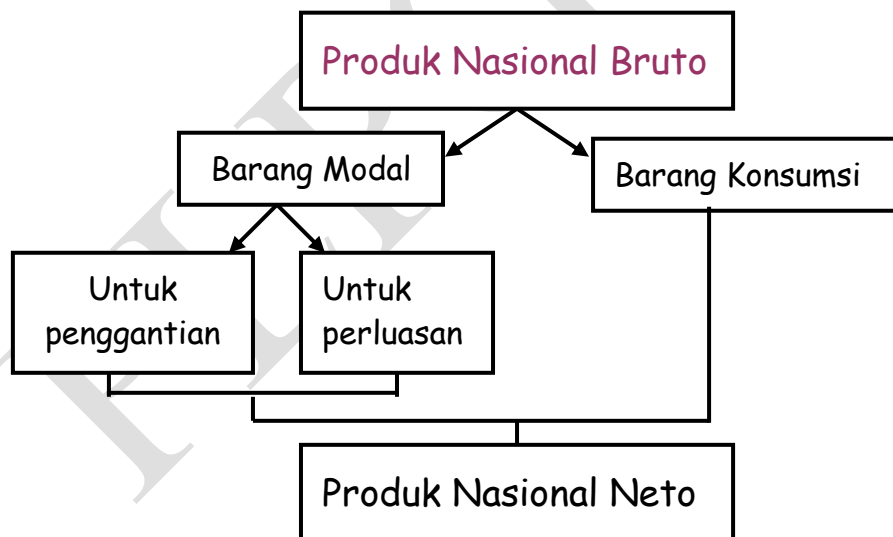 Produk Nasional Bruto
Barang Modal
Barang Konsumsi
Untuk
penggantian
Untuk
perluasan
Produk Nasional Neto